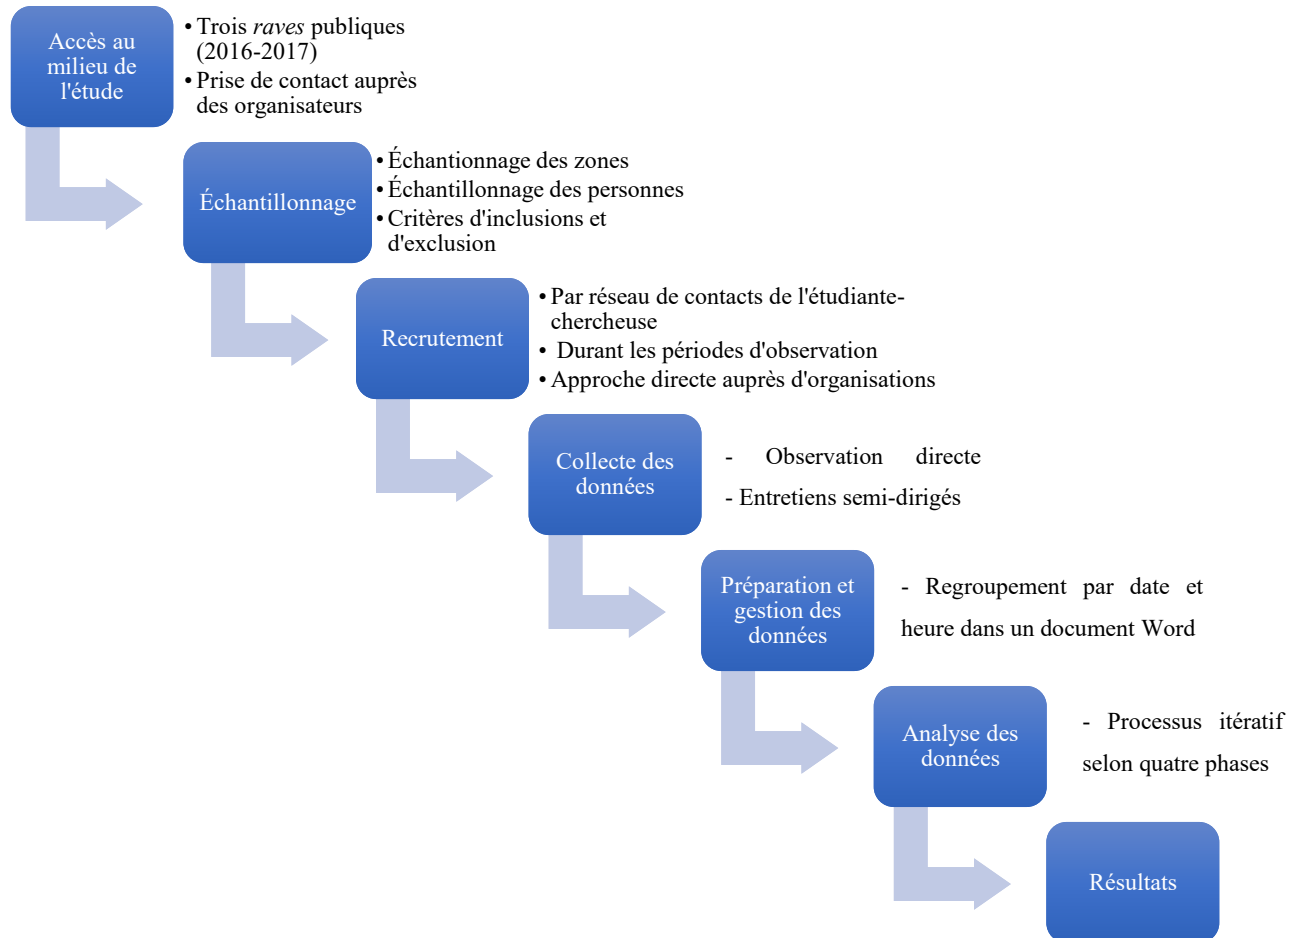 Accès au
milieu de
l'étude
• Trois raves publiques
(2016-2017)
• Prise de contact auprès
des organisateurs
Échantillonnage
• Échantionnage des zones
• Échantillonnage des personnes
• Critères d'inclusions et
d'exclusion
Recrutement
• Par réseau de contacts de l'étudiante-
chercheuse
• Durant les périodes d'observation
• Approche directe auprès d'organisations
Collecte des
données
- Observation directe
- Entretiens semi-dirigés
Préparation et
gestion des
données
- Regroupement par date et
heure dans un document Word
Analyse des
données
- Processus itératif
selon quatre phases
Résultats